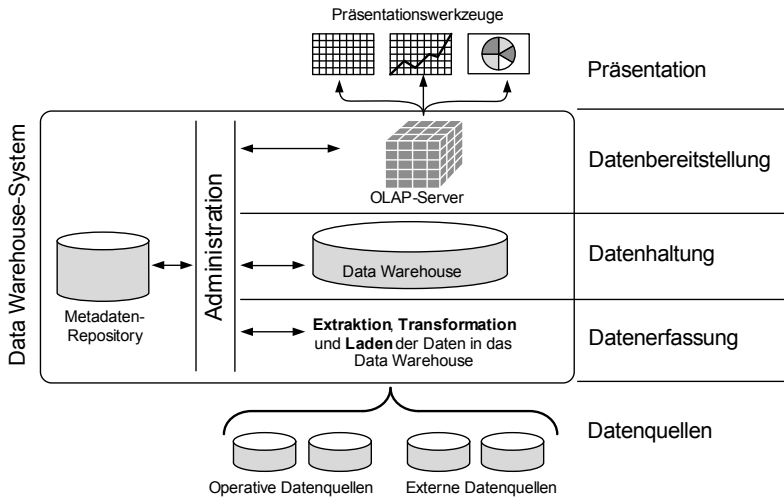 Präsentationswerkzeuge
Präsentation
Data Warehouse-System
Administration
OLAP-Server
Datenbereitstellung
Metadaten-
Repository
Data Warehouse
Datenhaltung
Extraktion, Transformation
und Laden der Daten in das
Data Warehouse
Datenerfassung
Datenquellen
Operative Datenquellen
Externe Datenquellen